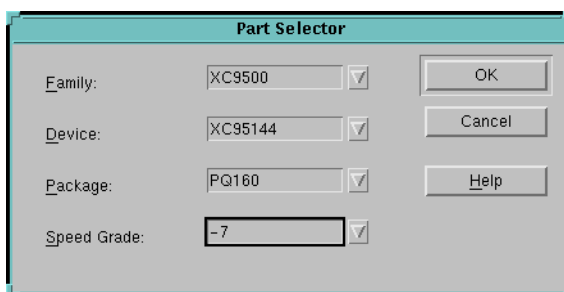 Part Selector
Family: XC9500 OK
Device: XC95144 Cancel
Package: PQ160 Help
Speed Grade: -7